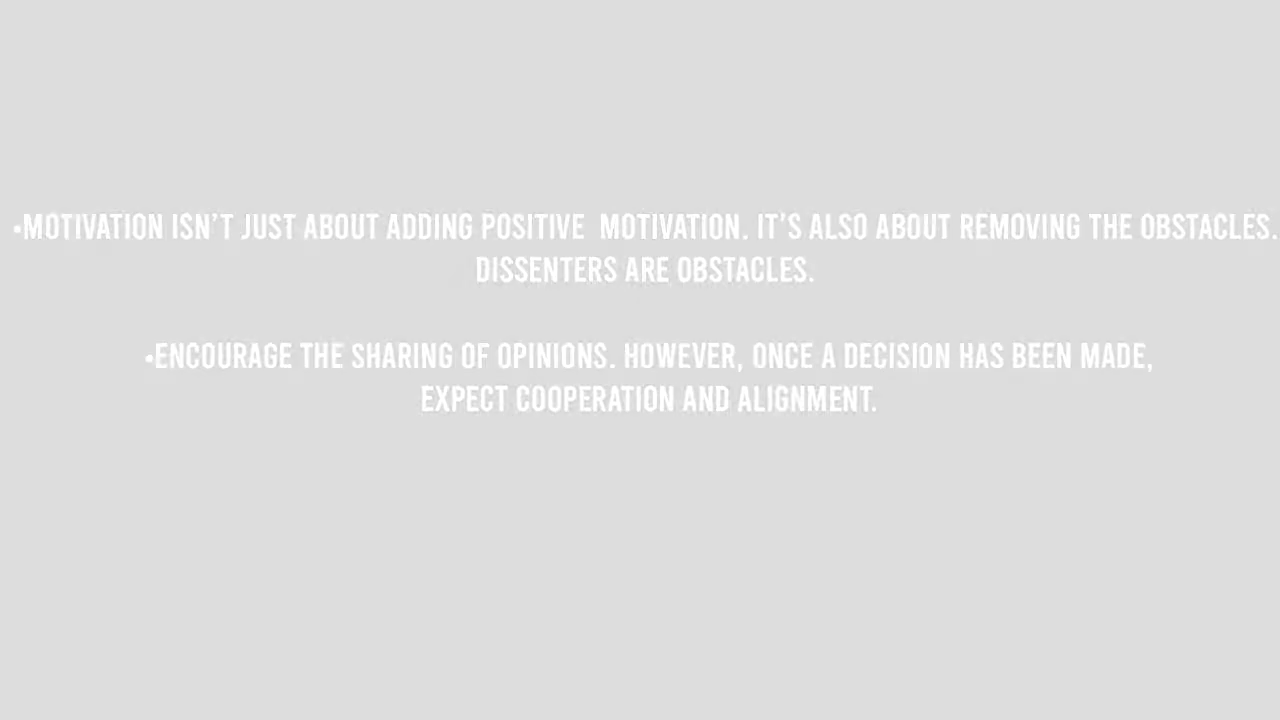 •MOTIVATION ISN'T JUST ABOUT ADDING POSITIVE  MOTIVATION. IT'S ALSO ABOUT REMOVING THE OBSTACLES.
DISSENTERS ARE OBSTACLES.
•ENCOURAGE THE SHARING OF OPINIONS. HOWEVER, ONCE A DECISION HAS BEEN MADE,
EXPECT COOPERATION AND ALIGNMENT.